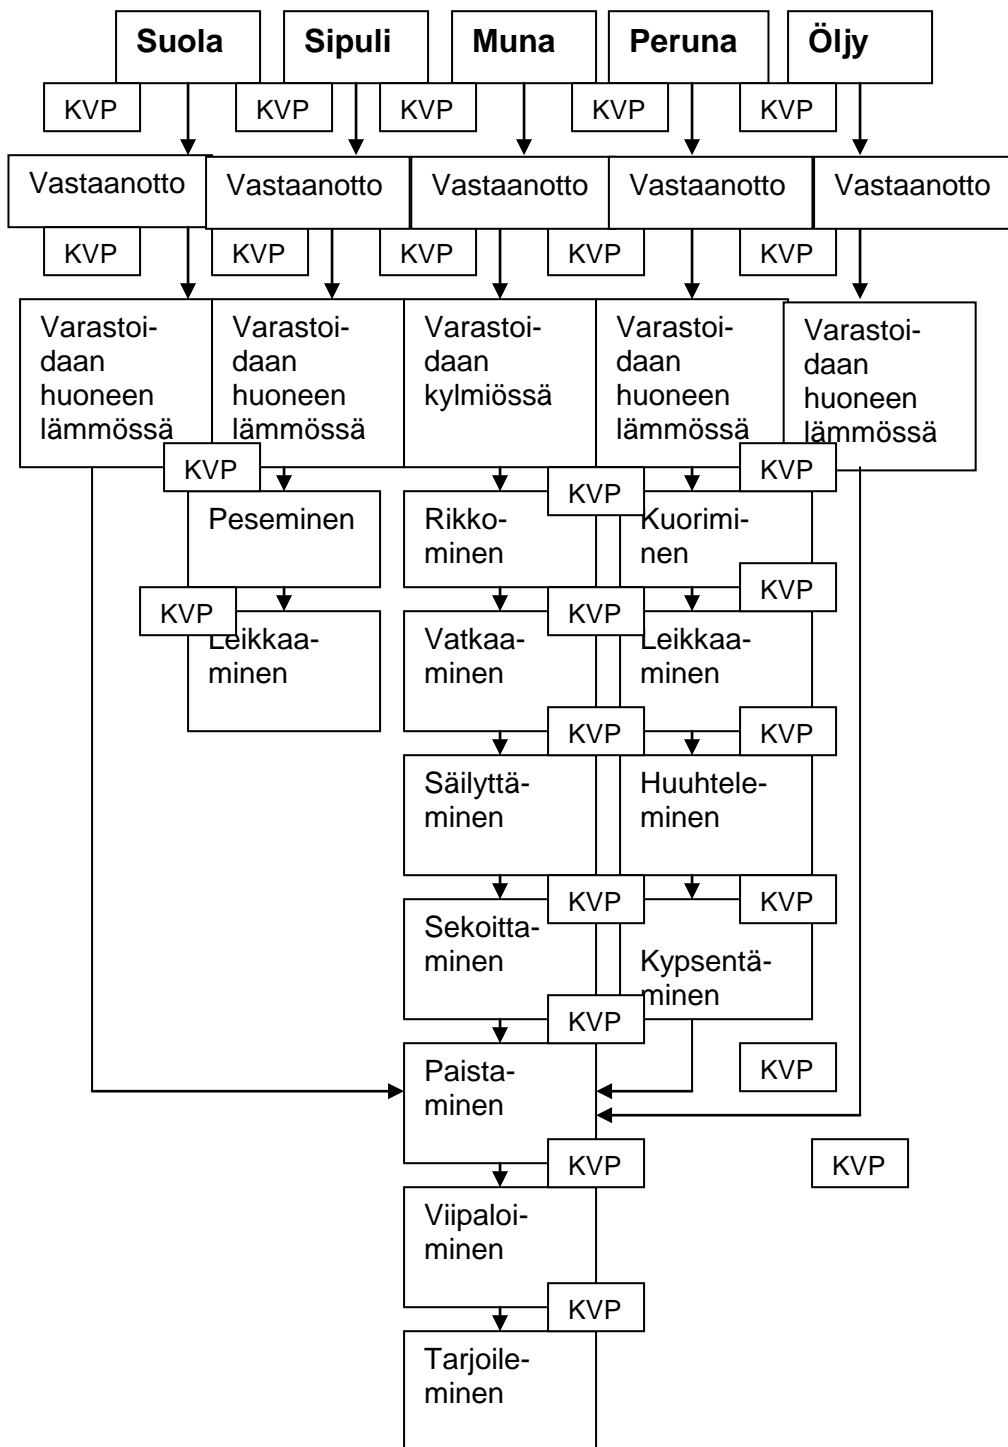 Suola Sipuli Muna Peruna Öljy
KVP KVP KVP KVP KVP
Vastaanotto Vastaanotto Vastaanotto Vastaanotto Vastaanotto
KVP KVP KVP KVP KVP
Varastoi-
daan
huoneen
lämmössä
Varastoi-
daan
huoneen
lämmössä
Varastoi-
daan
kylmiössä
Varastoi-
daan
huoneen
lämmössä
Varastoi-
daan
huoneen
lämmössä
KVP KVP KVP
Peseminen
Rikko-
minen
Kuorimi-
nen
KVP KVP KVP
Leikkaa-
minen
Vatkaa-
minen
Leikkaa-
minen
KVP KVP
Säilyttä-
minen
Huuhtele-
minen
KVP KVP
Sekoitta-
minen
Kypsentä-
minen
KVP
KVP
Paista-
minen
KVP KVP
Viipaloi-
minen
KVP
Tarjoile-
minen